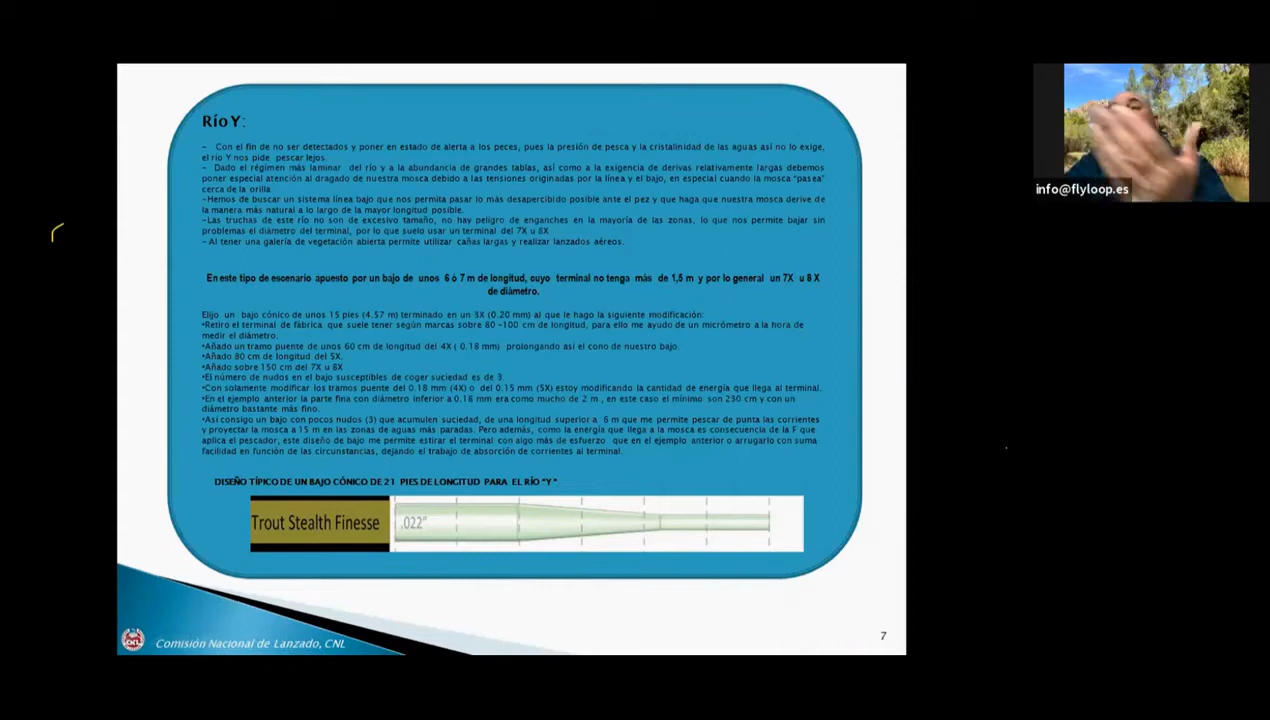 Río Y:
- Con el fin de no ser detectados y poner en estado de alerta a los peces, pues la presión de pesca y la cristalinidad de las aguas así no lo exige,
el río Y nos pide pescar lejos.
- Dado el régimen más laminar del río y a la abundancia de grandes tablas, así como a la exigencia de derivas relativamente largas debemos
poner especial atención al dragado de nuestra mosca debido a las tensiones originadas por la línea y el bajo, en especial cuando la mosca "pasea"
cerca de la orilla
-Hemos de buscar un sistema línea bajo que nos permita pasar lo más desapercibido posible ante el pez y que haga que nuestra mosca derive de
la manera más natural a lo largo de la mayor longitud posible.
-Las truchas de este río no son de excesivo tamaño, no hay peligro de enganches en la mayoría de las zonas, lo que nos permite bajar sin
problemas el diámetro del terminal, por lo que suelo usar un terminal del 7X u 8X
- Al tener una galería de vegetación abierta permite utilizar cañas largas y realizar lanzados aéreos.
En este tipo de escenario apuesto por un bajo de unos 6 ó 7 m de longitud, cuyo terminal no tenga más de 1,5 m y por lo general un 7X u 8 X
de diámetro.
Elijo un bajo cónico de unos 15 pies (4.57 m) terminado en un 3X (0.20 mm) al que le hago la siguiente modificación:
•Retiro el terminal de fábrica que suele tener según marcas sobre 80 -100 cm de longitud, para ello me ayudo de un micrómetro a la hora de
medir el diámetro.
•Añado un tramo puente de unos 60 cm de longitud del 4X ( 0.18 mm) prolongando así el cono de nuestro bajo.
•Añado 80 cm de longitud del 5X.
•Añado sobre 150 cm del 7X u 8X
•El número de nudos en el bajo susceptibles de coger suciedad es de 3.
•Con solamente modificar los tramos puente del 0.18 mm (4X) o del 0.15 mm (5X) estoy modificando la cantidad de energía que llega al terminal.
•En el ejemplo anterior la parte fina con diámetro inferior a 0.18 mm era como mucho de 2 m , en este caso el mínimo son 230 cm y con un
diámetro bastante más fino.
•Así consigo un bajo con pocos nudos (3) que acumulen suciedad, de una longitud superior a 6 m que me permite pescar de punta las corrientes
y proyectar la mosca a 15 m en las zonas de aguas más paradas. Pero además, como la energía que llega a la mosca es consecuencia de la F que
aplica el pescador, este diseño de bajo me permite estirar el terminal con algo más de esfuerzo que en el ejemplo anterior o arrugarlo con suma
facilidad en función de las circunstancias, dejando el trabajo de absorción de corrientes al terminal.
DISEÑO TÍPICO DE UN BAJO CÓNICO DE 21 PIES DE LONGITUD PARA EL RÍO "Y "
Trout Stealth Finesse .022"
CNL Comisión Nacional de Lanzado, CNL
7
info@flyloop.es